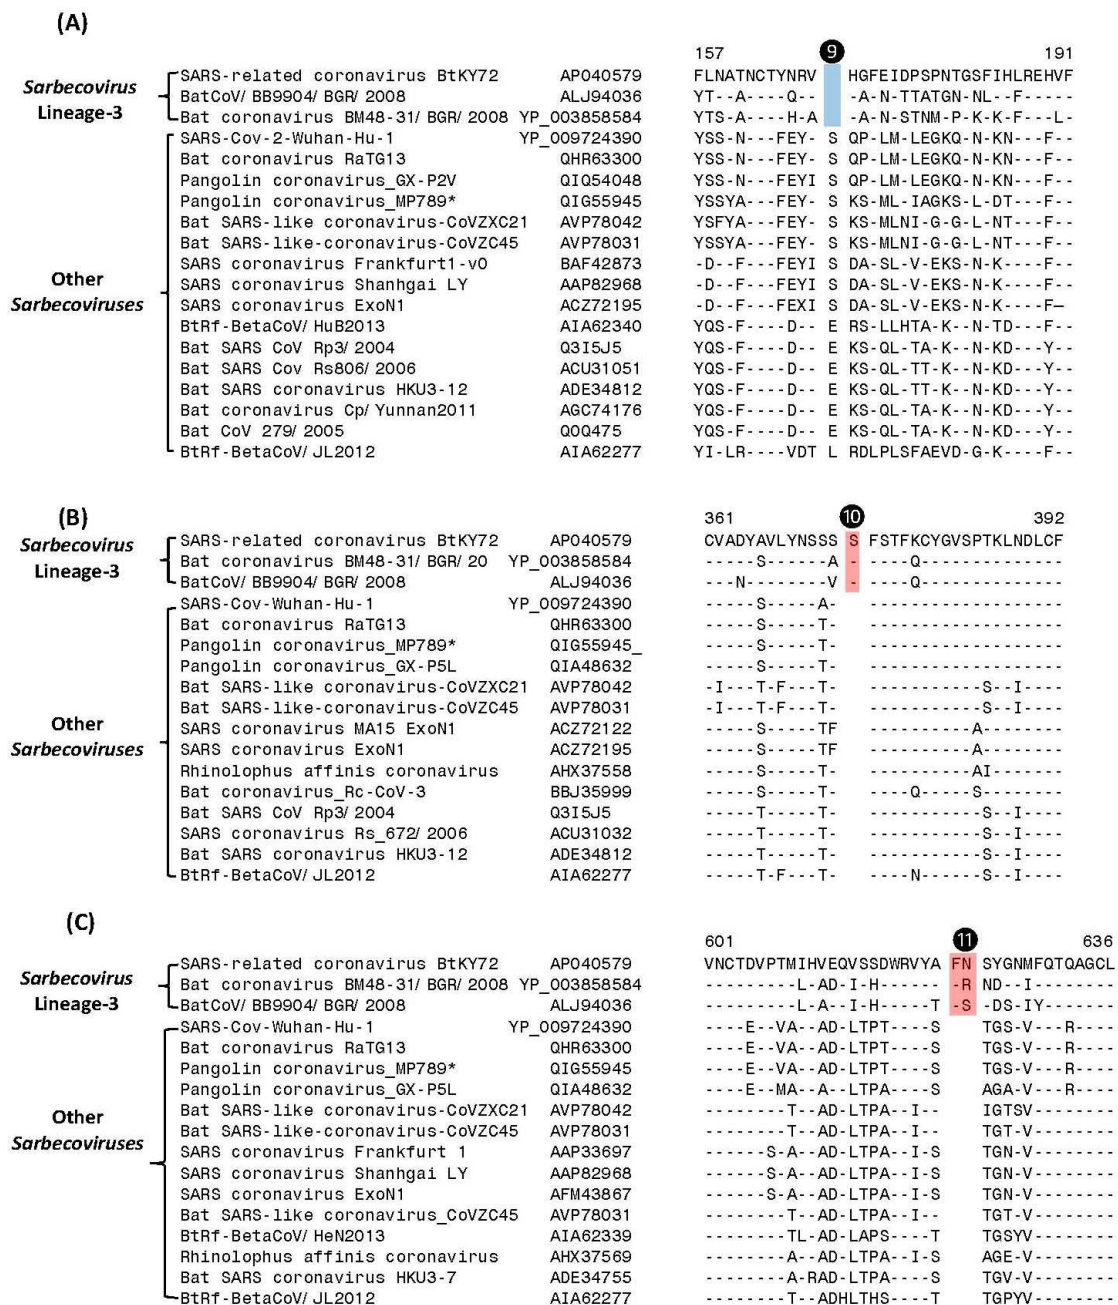 (A)
157 9 191
Sarbecovirus Lineage-3
SARS-related coronavirus BtKY72 APO40579 FLNATNCTYNRV HGFEIDPSPNTGSFIHLREHVF
BatCoV/BB9904/BGR/2008 ALJ94036 YT--A----Q-- -A-N-TTATGN-NL--F-----
Bat coronavirus BM48-31/BGR/2008 YP_003858584 YTS-A----H-A -A-N-STNM-P-K-K-F---L-
Other Sarbecoviruses
SARS-Cov-2-Wuhan-Hu-1 YP_009724390 YSS-N---FEY- S QP-LM-LEGKQ-N-KN---F--
Bat coronavirus RaTG13 QHR63300 YSS-N---FEYI S QP-LM-LEGKQ-N-KN---F--
Pangolin coronavirus_GX-P2V QIQ54048 YSS-N---FEYI S QP-LM-LEGKQ-N-KN---F--
Pangolin coronavirus_MP789* QIG55945 YSSYA---FEY- S KS-ML-IAGKS-L-DT---F--
Bat SARS-like coronavirus-CoVZXC21 AVP78042 YSFYA---FEY- S KS-MLNI-G-G-L-NT---F--
Bat SARS-like-coronavirus-CoVZC45 AVP78031 YSSYA---FEY- S KS-MLNI-G-G-L-NT---F--
SARS coronavirus Frankfurt1-v0 BAF42873 -D--F---FEYI S DA-SL-V-EKS-N-K----F--
SARS coronavirus Shanhgai LY AAP82968 -D--F---FEYI S DA-SL-V-EKS-N-K----F--
SARS coronavirus ExoN1 ACZ72195 -D--F---FEXI S DA-SL-V-EKS-N-K----F—
BtRf-BetaCoV/HuB2013 AIA62340 YQS-F----D-- E RS-LLHTA-K--N-TD---F--
Bat SARS CoV Rp3/2004 Q3I5J5 YQS-F----D-- E KS-QL-TA-K--N-KD---Y--
Bat SARS Cov Rs806/2006 ACU31051 YQS-F----D-- E KS-QL-TT-K--N-KD---Y--
Bat SARS coronavirus HKU3-12 ADE34812 YQS-F----D-- E KS-QL-TA-K--N-KD---Y--
Bat coronavirus Cp/Yunnan2011 AGC74176 YQS-F----D-- E KS-QL-TA-K--N-KD---Y--
Bat CoV 279/2005 Q0Q475 YQS-F----D-- E KS-QL-TA-K--N-KD---Y--
BtRf-BetaCoV/JL2012 AIA62277 YI-LR----VDT L RDLPLSFAEVD-G-K----F--
(B)
361 10 392
Sarbecovirus Lineage-3
SARS-related coronavirus BtKY72 APO40579 CVADYAVLYNSSS S FSTFKCYGVSPTKLNDLCF
Bat coronavirus BM48-31/BGR/20 YP_003858584 -----S------A - ----Q--------------
BatCoV/BB9904/BGR/2008 ALJ94036 ---N--------V - ----Q--------------
Other Sarbecoviruses
SARS-Cov-Wuhan-Hu-1 YP_009724390 -----S-----A- -------------------
Bat coronavirus RaTG13 QHR63300 -----S-----T- -------------------
Pangolin coronavirus_MP789* QIG55945_ -----S-----T- -------------------
Pangolin coronavirus_GX-P5L QIA48632 -----S-----T- -------------------
Bat SARS-like coronavirus-CoVZXC21 AVP78042 -I---T-F---T- -----------S--I----
Bat SARS-like-coronavirus-CoVZC45 AVP78031 -I---T-F---T- -----------S--I----
SARS coronavirus MA15 ExoN1 ACZ72122 -----S-----TF ----------A--------
SARS coronavirus ExoN1 ACZ72195 -----S-----TF ----------A--------
Rhinolophus affinis coronavirus AHX37558 -----S-----T- ----------AI-------
Bat coronavirus_Rc-CoV-3 BBJ35999 -----S-----T- ----Q------S-------
Bat SARS CoV Rp3/2004 Q3I5J5 -----T-----T- -----------S--I----
SARS coronavirus Rs_672/2006 ACU31032 -----T-----T- -----------S--I----
Bat SARS coronavirus HKU3-12 ADE34812 -----T-----T- -----------S--I----
BtRf-BetaCoV/JL2012 AIA62277 -----T-F---T- ----N------S--I----
(C)
601 11 636
Sarbecovirus Lineage-3
SARS-related coronavirus BtKY72 APO40579 VNCTDVPTMIHVEQVSSDWRVYA FN SYGNMFQTQAGCL
Bat coronavirus BM48-31/BGR/2008 YP_003858584 ---------L-AD-I-H------ -R ND--I--------
BatCoV/BB9904/BGR/2008 ALJ94036 ---------L-AD-I-H-----T -S -DS-IY-------
Other Sarbecoviruses
SARS-Cov-Wuhan-Hu-1 YP_009724390 ----E--VA--AD-LTPT----S TGS-V---R----
Bat coronavirus RaTG13 QHR63300 ----E--VA--AD-LTPT----S TGS-V---R----
Pangolin coronavirus_MP789* QIG55945 ----E--VA--AD-LTPA----S TGS-V---R----
Pangolin coronavirus_GX-P5L QIA48632 ----E--MA--A--LTPA----S AGA-V---R----
Bat SARS-like coronavirus-CoVZXC21 AVP78042 --------T--AD-LTPA--I-- IGTSV--------
Bat SARS-like-coronavirus-CoVZC45 AVP78031 --------T--AD-LTPA--I-- TGT-V--------
SARS coronavirus Frankfurt 1 AAP33697 ------S-A--AD-LTPA--I-S TGN-V--------
SARS coronavirus Shanhgai LY AAP82968 ------S-A--AD-LTPA--I-S TGN-V--------
SARS coronavirus ExoN1 AFM43867 ------S-A--AD-LTPA--I-S TGN-V--------
Bat SARS-like coronavirus_CoVZC45 AVP78031 --------T--AD-LTPA--I-- TGT-V--------
BtRf-BetaCoV/HeN2013 AIA62339 --------TL-AD-LAPS----T TGSYV--------
Rhinolophus affinis coronavirus AHX37569 --------A--AD-LTPA--I-S AGE-V--------
Bat SARS coronavirus HKU3-7 ADE34755 --------A-RAD-LTPA----S TGV-V--------
BtRf-BetaCoV/JL2012 AIA62277 --------T--ADHLTHS----T TGPYV--------